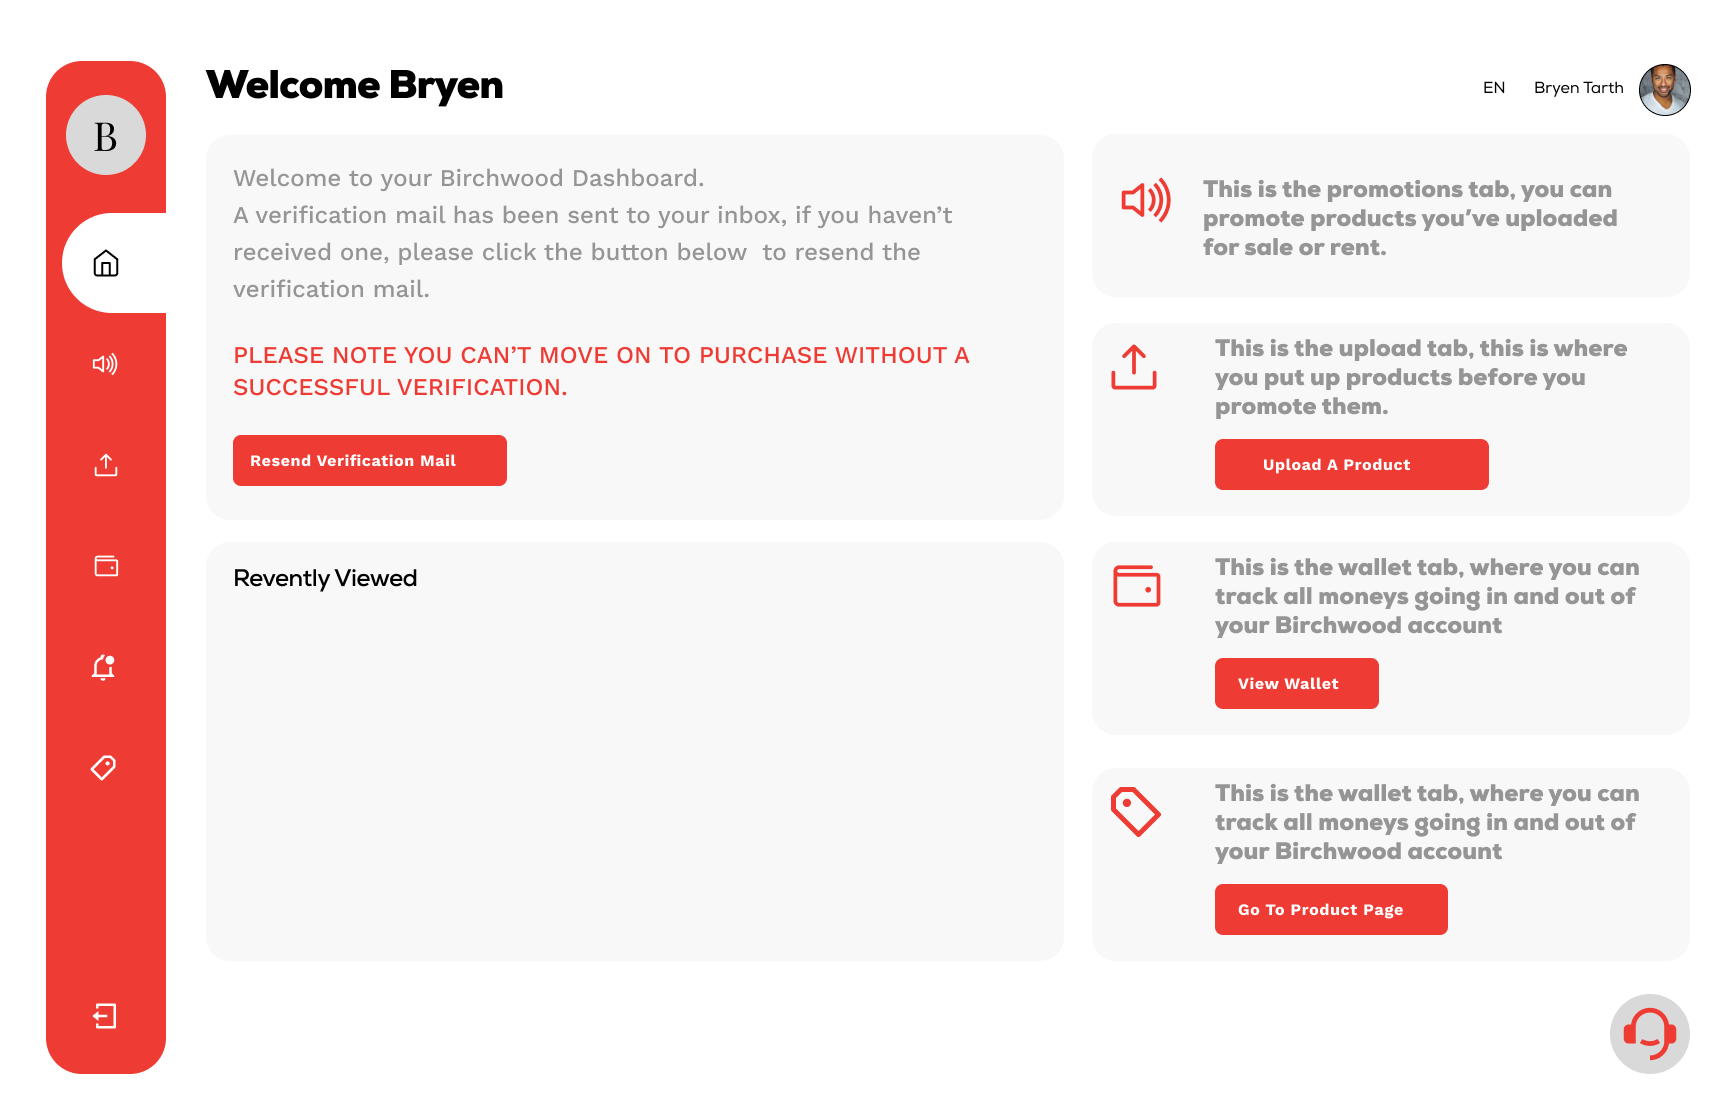 Welcome Bryen
EN
Bryen Tarth
B
Welcome to your Birchwood Dashboard.
A verification mail has been sent to your inbox, if you haven’t
received one, please click the button below  to resend the
verification mail.
PLEASE NOTE YOU CAN’T MOVE ON TO PURCHASE WITHOUT A
SUCCESSFUL VERIFICATION.
Resend Verification Mail
Revently Viewed
This is the promotions tab, you can
promote products you’ve uploaded
for sale or rent.
This is the upload tab, this is where
you put up products before you
promote them.
Upload A Product
This is the wallet tab, where you can
track all moneys going in and out of
your Birchwood account
View Wallet
This is the wallet tab, where you can
track all moneys going in and out of
your Birchwood account
Go To Product Page